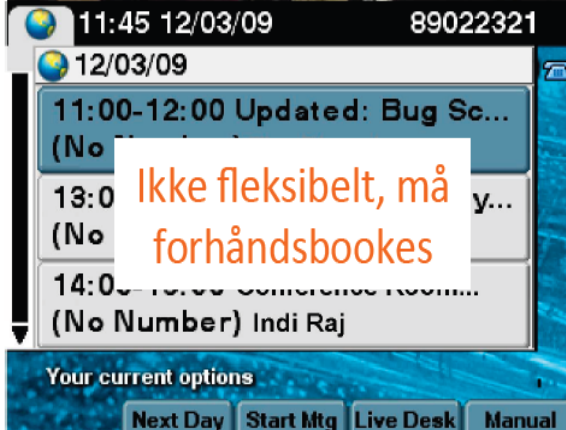 11:45 12/03/09 89022321
12/03/09
11:00-12:00 Updated: Bug Sc...
(No
Ikke fleksibelt, må
forhåndsbookes
13:0 y...
(No
14:0
(No Number) Indi Raj
Your current options
Next Day Start Mtg Live Desk Manual